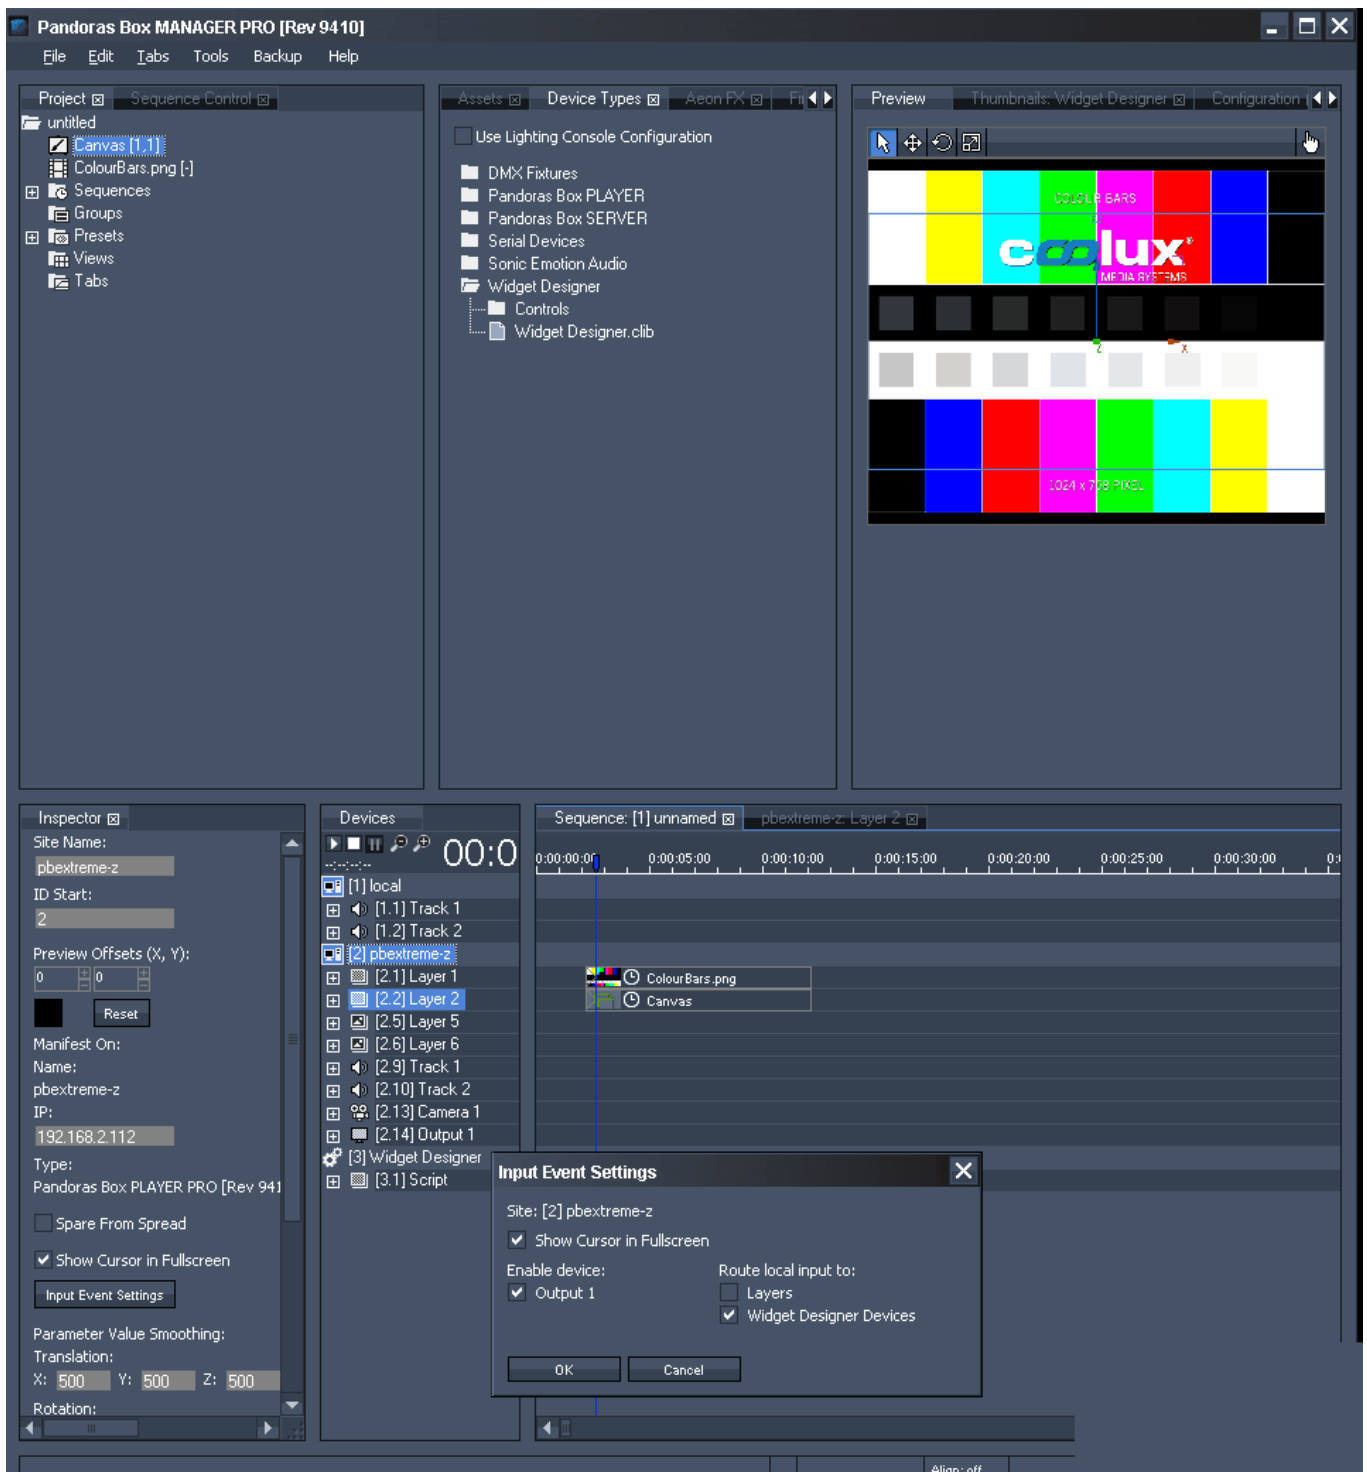 Pandoras Box MANAGER PRO [Rev 9410]
File Edit Tabs Tools Backup Help
Project Sequence Control
untitled
Canvas [1,1]
ColourBars.png [-]
Sequences
Groups
Presets
Views
Tabs
Assets Device Types Aeon FX
Use Lighting Console Configuration
DMX Fixtures
Pandoras Box PLAYER
Pandoras Box SERVER
Serial Devices
Sonic Emotion Audio
Widget Designer
Controls
Widget Designer.clib
Preview Thumbnails: Widget Designer Configuration
COLOUR BARS
coolux®
MEDIA SYSTEMS
Z X
1024 x 768 PIXEL
Inspector
Site Name:
pbextreme-z
ID Start:
2
Preview Offsets (X, Y):
0 0
Reset
Manifest On:
Name:
pbextreme-z
IP:
192.168.2.112
Type:
Pandoras Box PLAYER PRO [Rev 941
Spare From Spread
Show Cursor in Fullscreen
Input Event Settings
Parameter Value Smoothing:
Translation:
X: 500 Y: 500 Z: 500
Rotation:
Devices
--:--:--:--
00:0
[1] local
[1.1] Track 1
[1.2] Track 2
[2] pbextreme-z
[2.1] Layer 1
[2.2] Layer 2
[2.5] Layer 5
[2.6] Layer 6
[2.9] Track 1
[2.10] Track 2
[2.13] Camera 1
[2.14] Output 1
[3] Widget Designer
[3.1] Script
Sequence: [1] unnamed pbextreme-z: Layer 2
0:00:00:00 0:00:05:00 0:00:10:00 0:00:15:00 0:00:20:00 0:00:25:00 0:00:30:00
ColourBars.png
Canvas
Input Event Settings
Site: [2] pbextreme-z
Show Cursor in Fullscreen
Enable device:
Output 1
Route local input to:
Layers
Widget Designer Devices
OK Cancel
Align: off